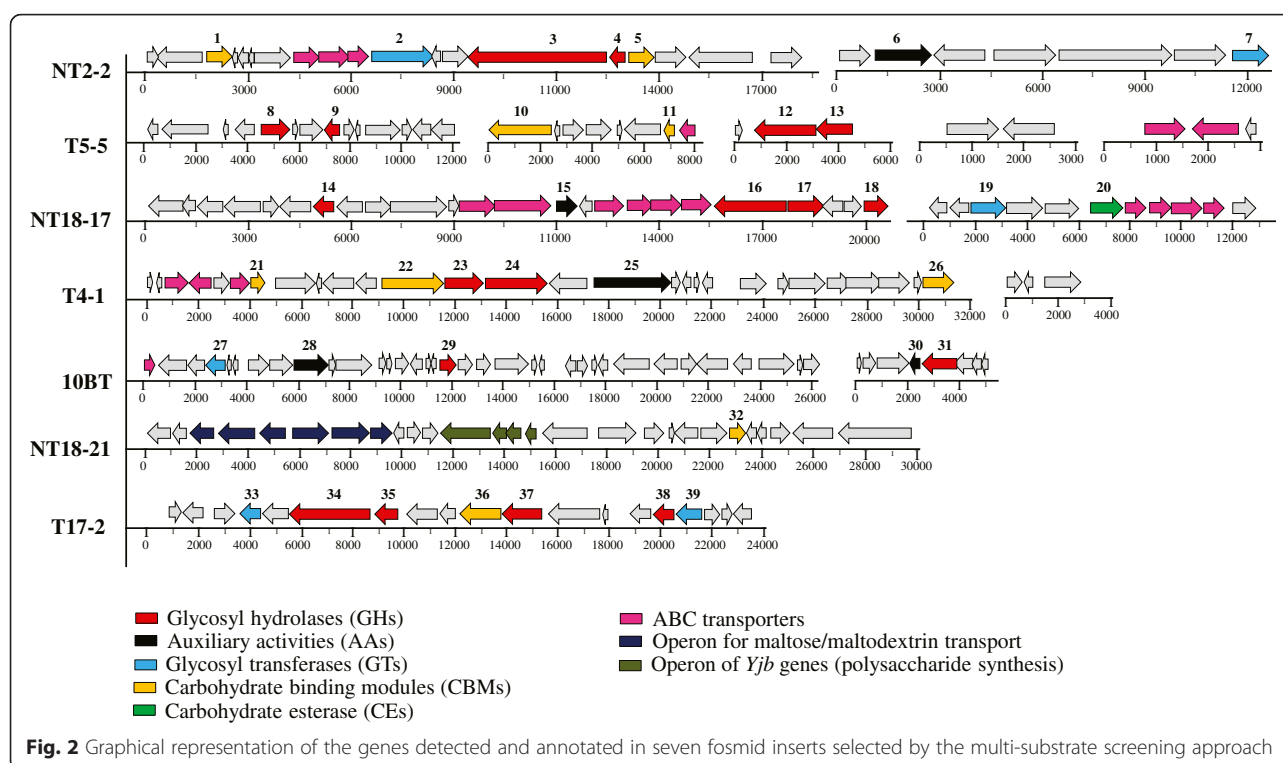 1 2 3 4 5 6 7
NT2-2
0 3000 6000 9000 17000 0 3000 6000 9000 12000
8 9 10 11 12 13
T5-5
0 2000 4000 6000 8000 10000 12000 0 2000 4000 6000 8000 0 2000 4000 6000 0 1000 2000 3000 0 1000 2000
14 15 16 17 18 19 20
NT18-17
0 3000 6000 9000 11000 14000 17000 20000 0 2000 4000 6000 8000 10000 12000
21 22 23 24 25 26
T4-1
0 2000 4000 6000 8000 10000 12000 14000 16000 18000 20000 22000 24000 26000 28000 30000 32000 0 2000 4000
27 28 29 30 31
10BT
0 2000 4000 6000 8000 10000 12000 14000 16000 18000 20000 22000 24000 26000 0 2000 4000
32
NT18-21
0 2000 4000 6000 8000 10000 12000 14000 16000 18000 20000 22000 24000 26000 28000 30000
33 34 35 36 37 38 39
T17-2
0 2000 4000 6000 8000 10000 12000 14000 16000 18000 20000 22000 24000
Glycosyl hydrolases (GHs)
Auxiliary activities (AAs)
Glycosyl transferases (GTs)
Carbohydrate binding modules (CBMs)
Carbohydrate esterase (CEs)
ABC transporters
Operon for maltose/maltodextrin transport
Operon of Yjb genes (polysaccharide synthesis)
Fig. 2 Graphical representation of the genes detected and annotated in seven fosmid inserts selected by the multi-substrate screening approach